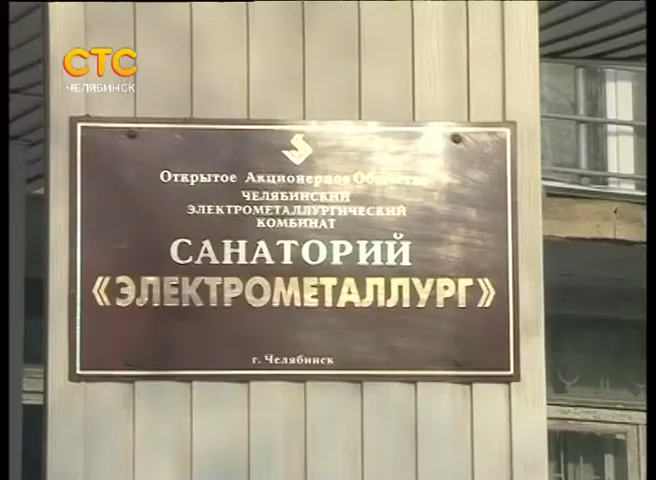 СТС
ЧЕЛЯБИНСК
Открытое Акционерное Общество
ЧЕЛЯБИНСКИЙ
ЭЛЕКТРОМЕТАЛЛУРГИЧЕСКИЙ
КОМБИНАТ
САНАТОРИЙ
«ЭЛЕКТРОМЕТАЛЛУРГ»
г. Челябинск